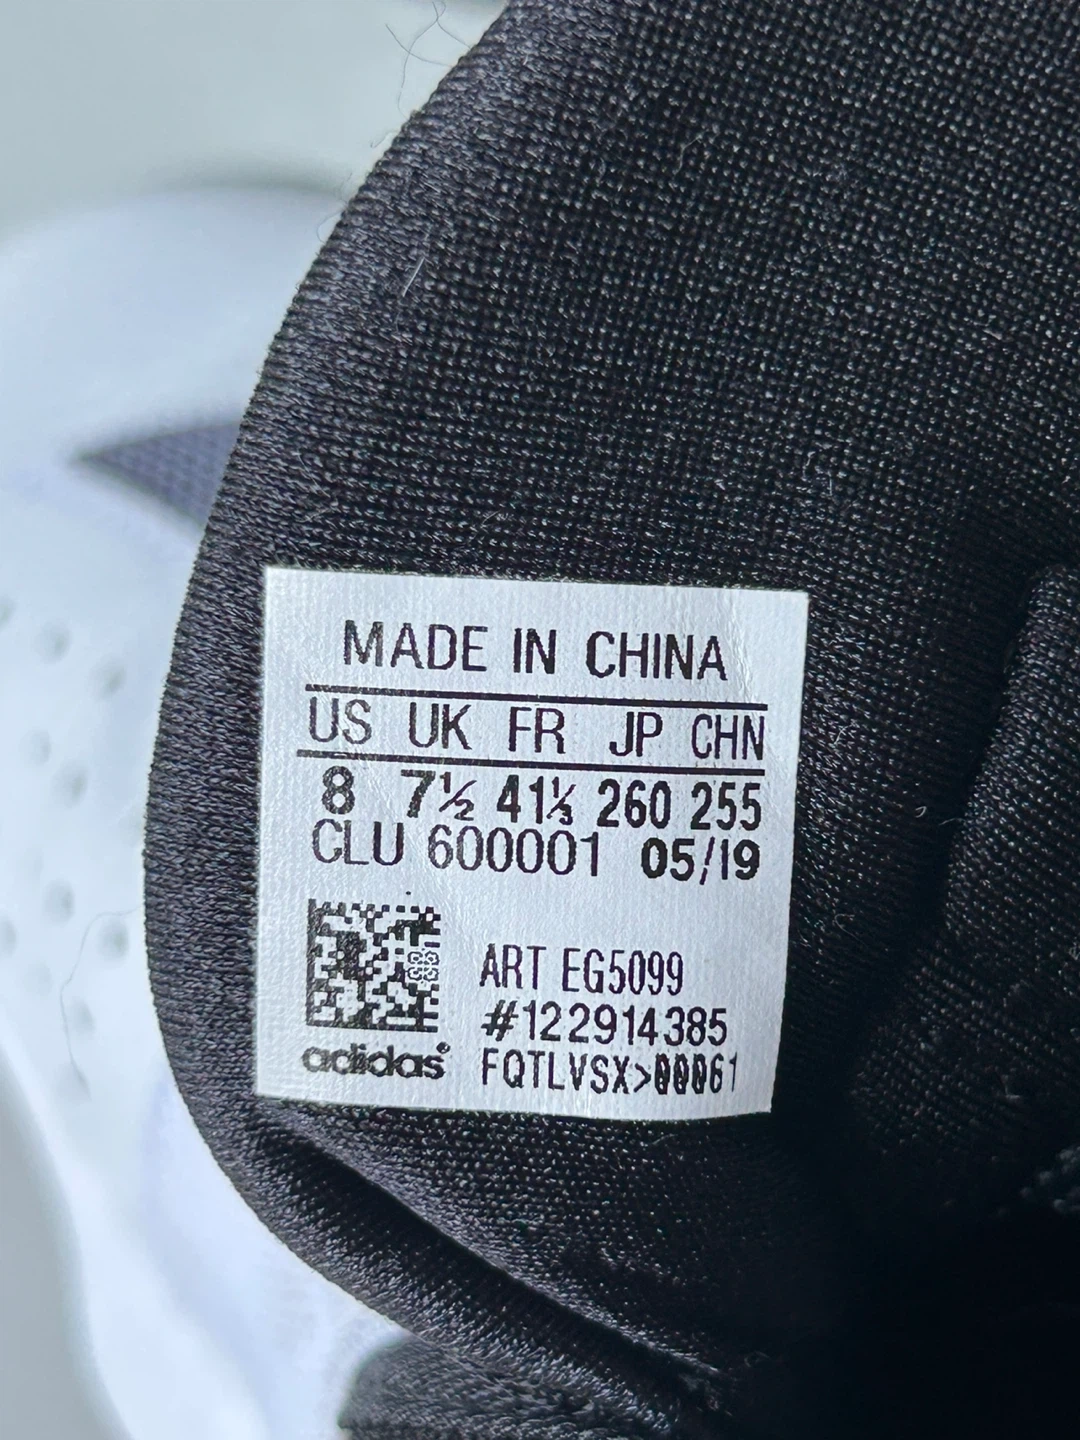 MADE IN CHINA
US UK FR JP CHN
8 7½ 41⅓ 260 255
CLU 600001 05/19
ART EG5099
#122914385
adidas®
FQTLVSX>00061